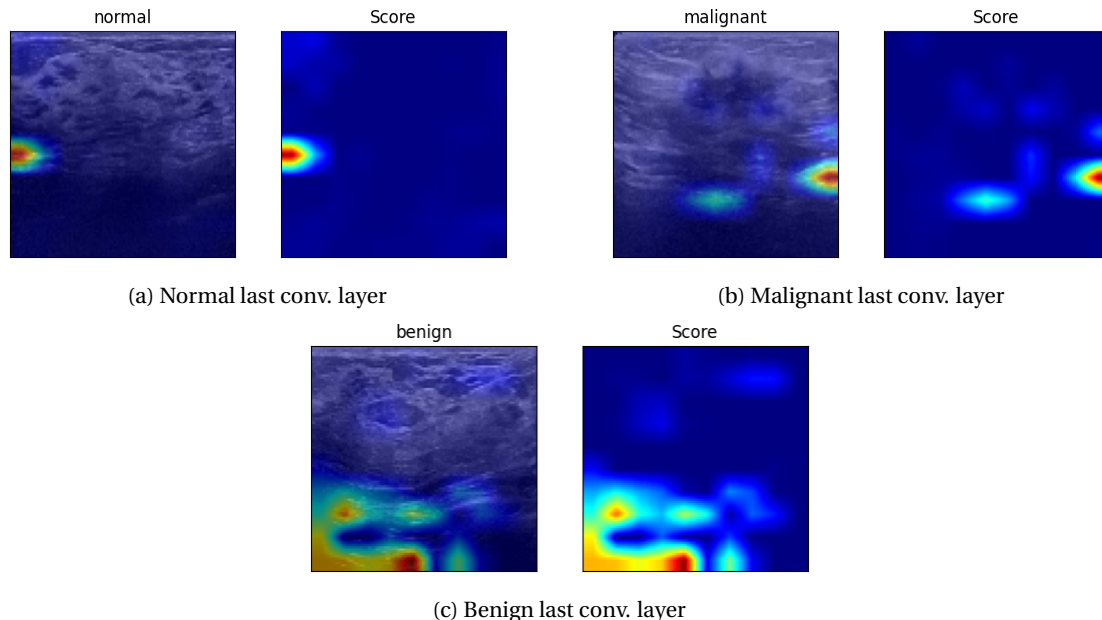 normal
Score
malignant
Score
(a) Normal last conv. layer
(b) Malignant last conv. layer
benign
Score
(c) Benign last conv. layer